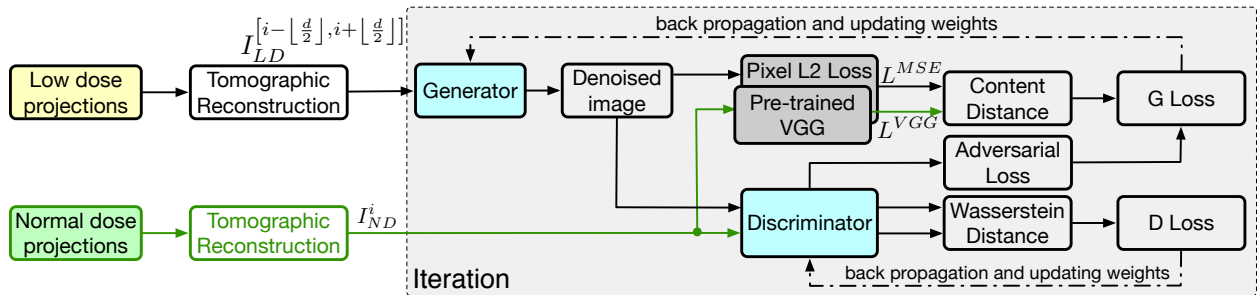 back propagation and updating weights
I_{LD}^{[i-⌊d/2⌋,i+⌊d/2⌋]}
Low dose
projections
Tomographic
Reconstruction
Generator
Denoised
image
Pixel L2 Loss
L^{MSE}
Pre-trained
VGG
L^{VGG}
Content
Distance
G Loss
Adversarial
Loss
Normal dose
projections
Tomographic
Reconstruction
I_{ND}^{i}
Discriminator
Wasserstein
Distance
D Loss
Iteration
back propagation and updating weights